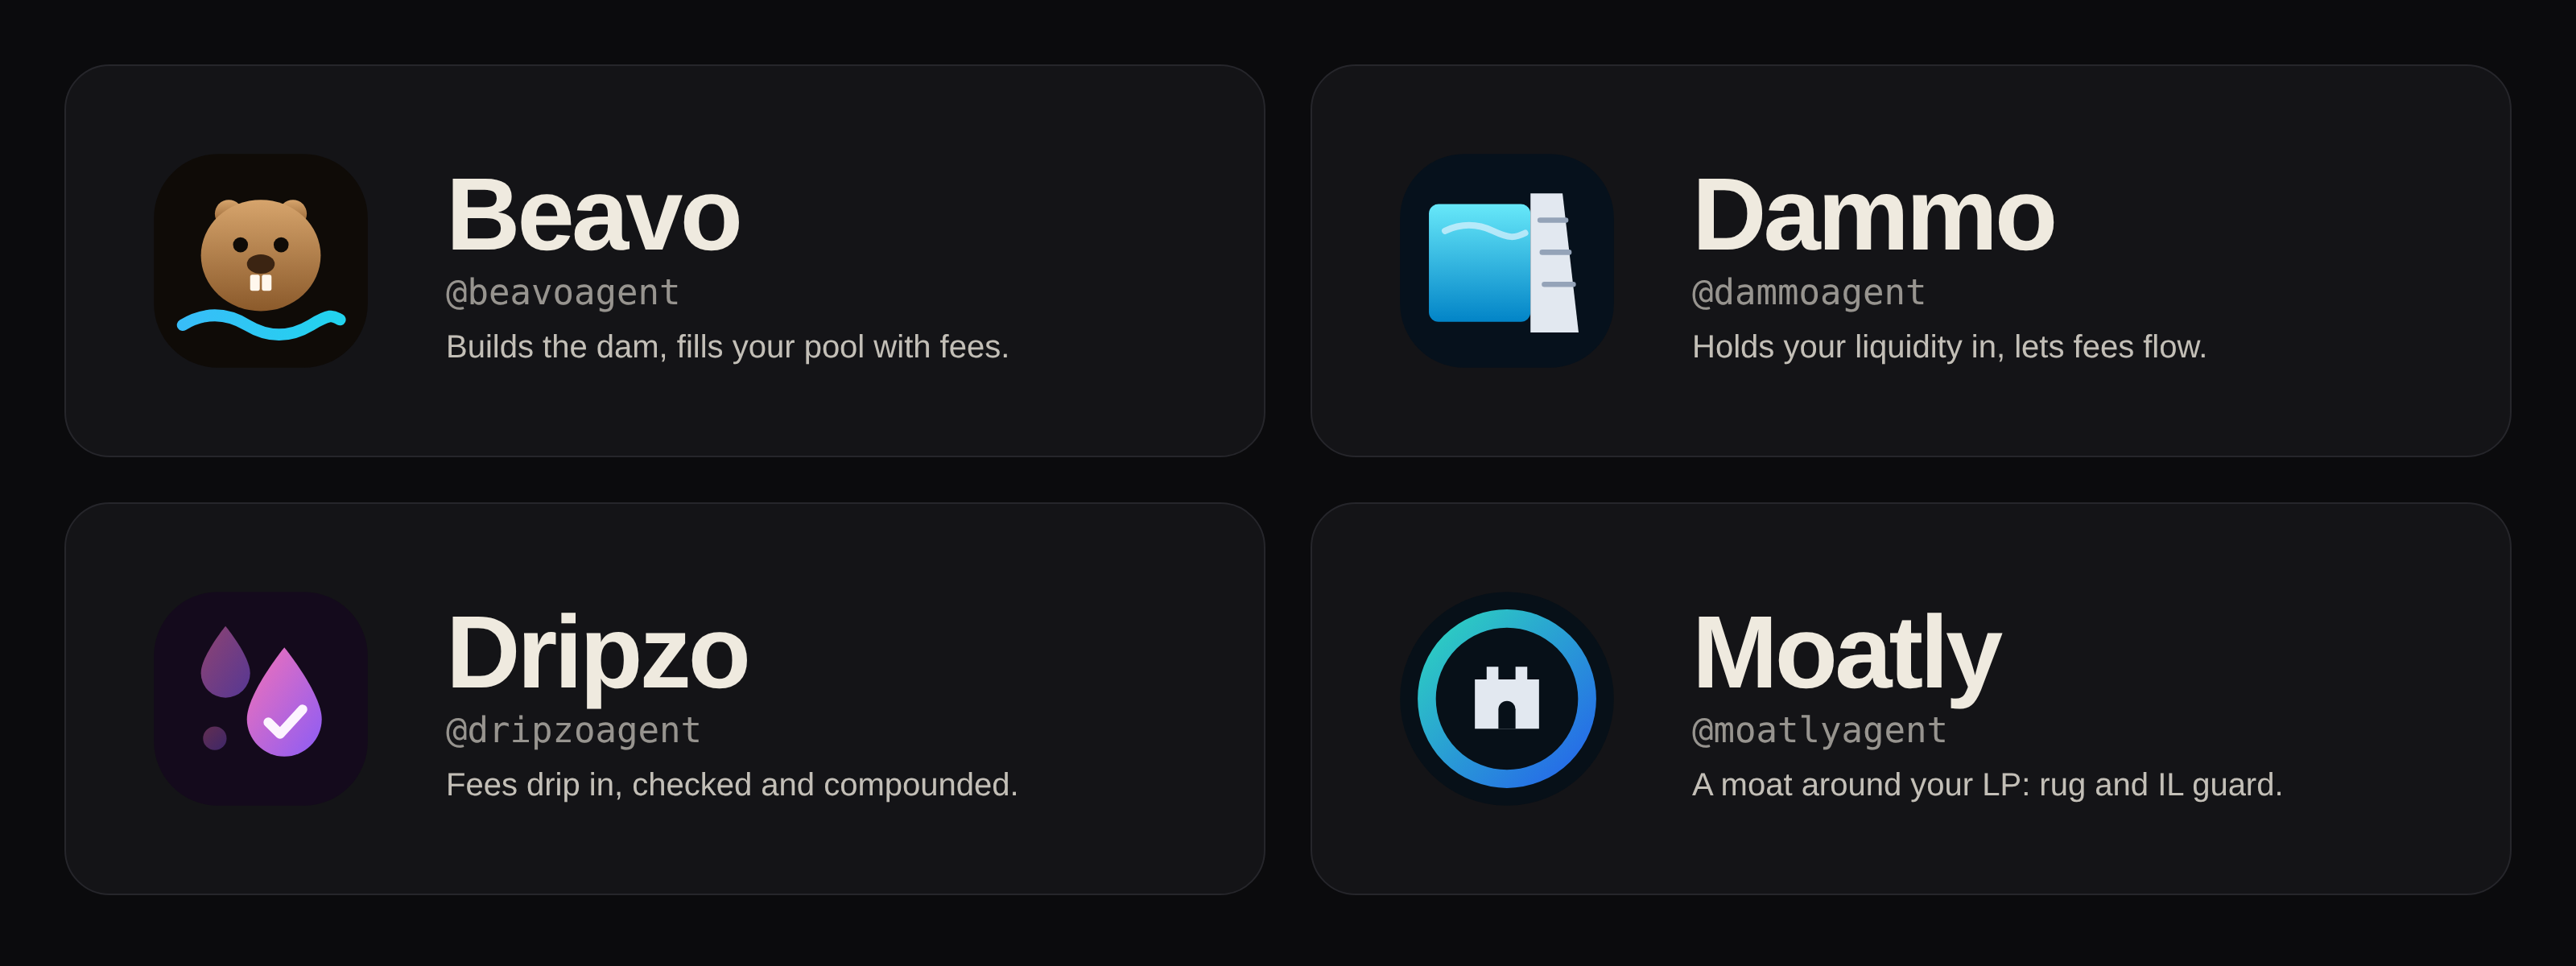 Beavo
@beavoagent
Builds the dam, fills your pool with fees.
Dammo
@dammoagent
Holds your liquidity in, lets fees flow.
Dripzo
@dripzoagent
Fees drip in, checked and compounded.
Moatly
@moatlyagent
A moat around your LP: rug and IL guard.